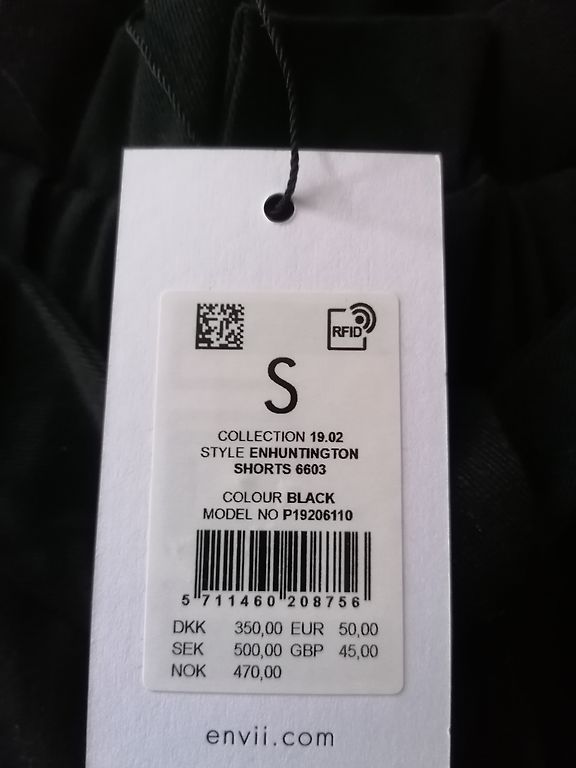 RFID
S
COLLECTION 19.02
STYLE ENHUNTINGTON
SHORTS 6603
COLOUR BLACK
MODEL NO P19206110
5 711460 208756
DKK 350,00 EUR 50,00
SEK 500,00 GBP 45,00
NOK 470,00
envii.com